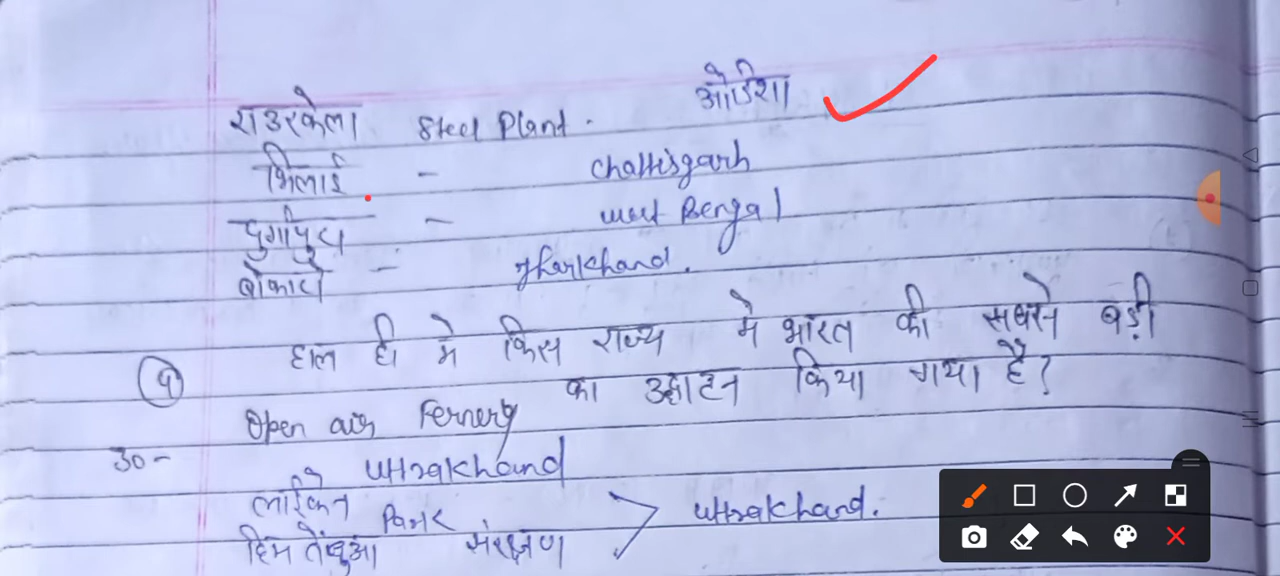 राउरकेला Steel Plant. ओडिशा
भिलाई - Chattisgarh
दुर्गापुर - west Bengal
बोकारो - Jharkhand.
④ हाल ही मे किस राज्य मे भारत की सबसे बड़ी
Open air Fernery का उद्घाटन किया गया है?
उ०- Uttrakhand
लाईकेन पार्क
हिम तेंदुआ संरक्षण > Uttrakhand.